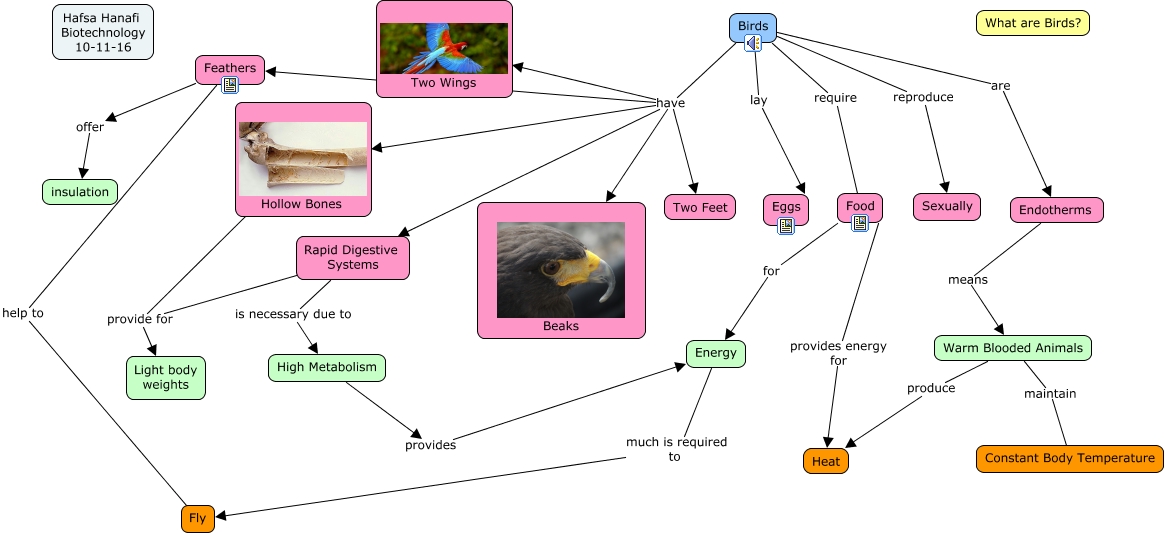 Hafsa Hanafi
Biotechnology
10-11-16
Two Wings
Birds
What are Birds?
Feathers
have
lay
require
reproduce
are
offer
insulation
Hollow Bones
Two Feet
Eggs
Food
Sexually
Endotherms
Rapid Digestive
Systems
Beaks
for
means
help to
provide for
is necessary due to
Light body
weights
High Metabolism
Energy
provides energy
for
Warm Blooded Animals
produce
maintain
provides
much is required
to
Heat
Constant Body Temperature
Fly